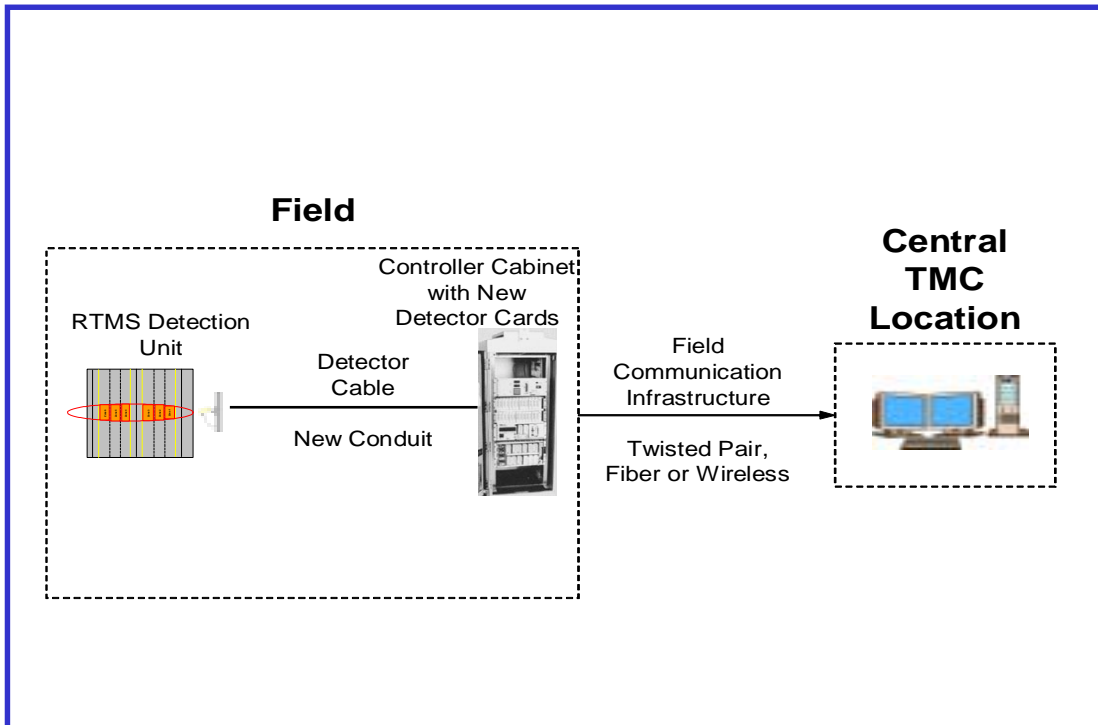 Field
Controller Cabinet
with New
Detector Cards
RTMS Detection
Unit
Detector
Cable
New Conduit
Field
Communication
Infrastructure
Twisted Pair,
Fiber or Wireless
Central
TMC
Location